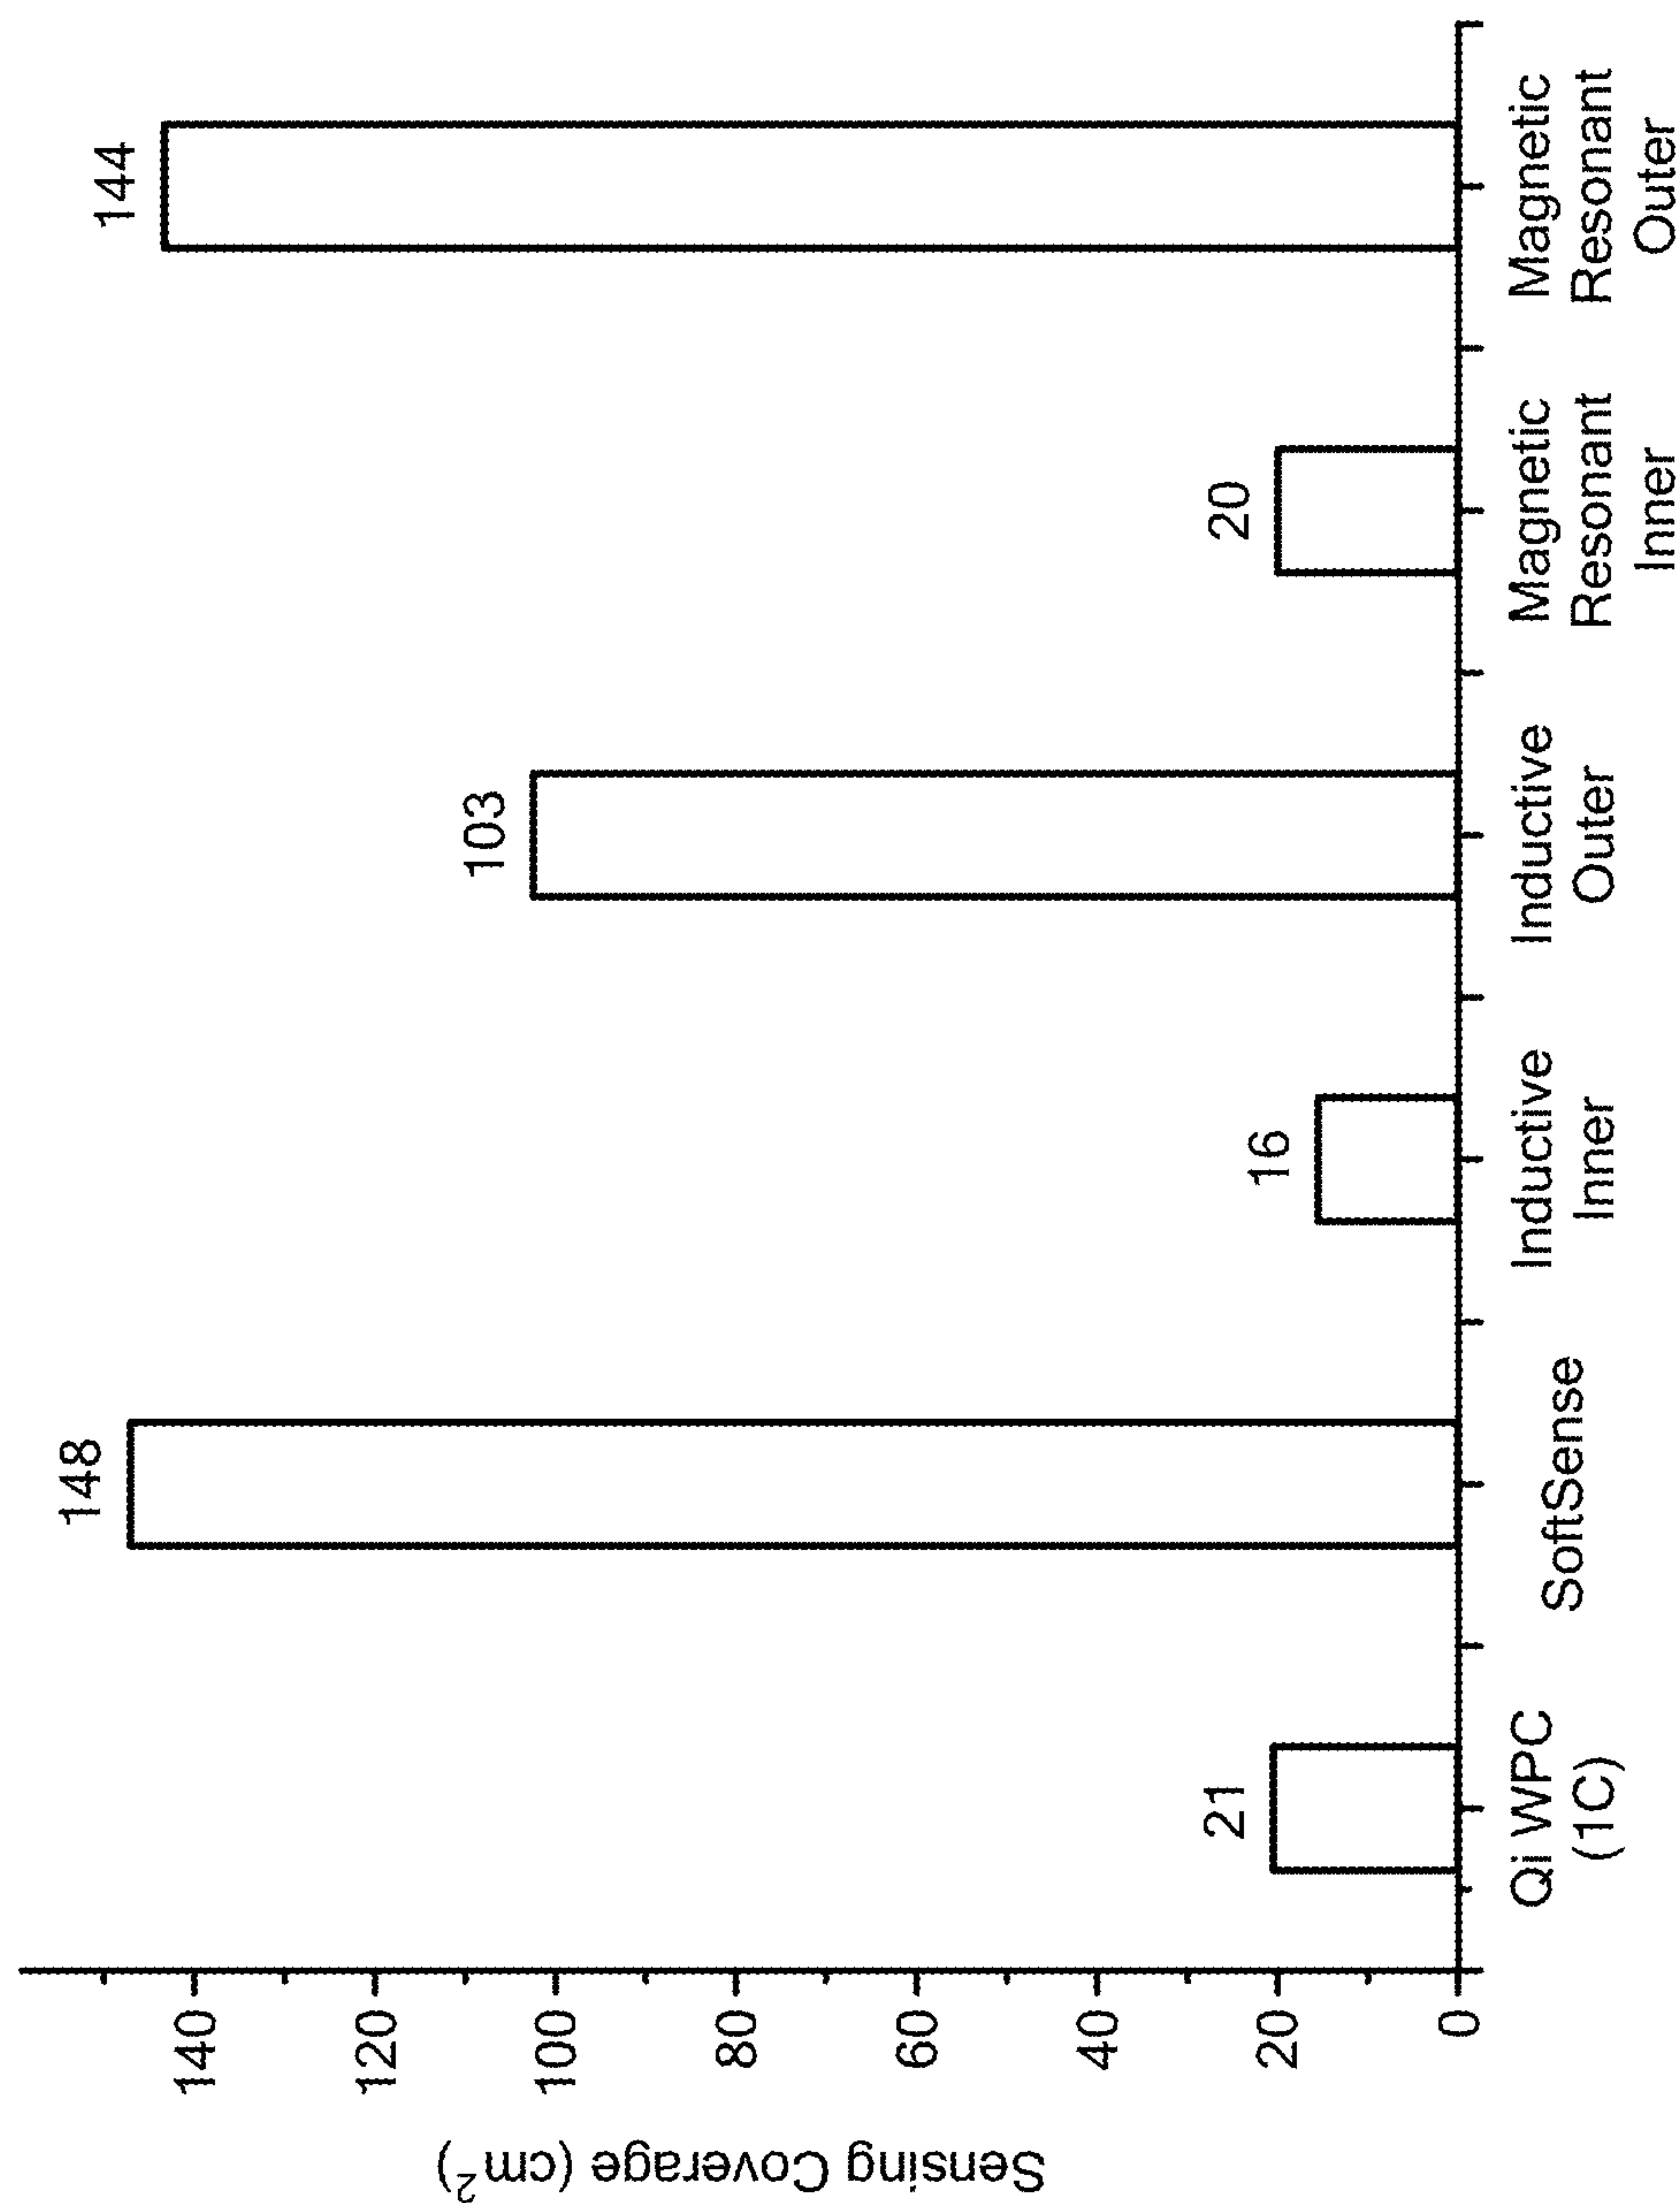 Sensing Coverage (cm²)
140
120
100
80
60
40
20
0
21
148
16
103
20
144
Qi WPC
(1C)
SoftSense
Inductive
Inner
Inductive
Outer
Magnetic
Resonant
Inner
Magnetic
Resonant
Outer